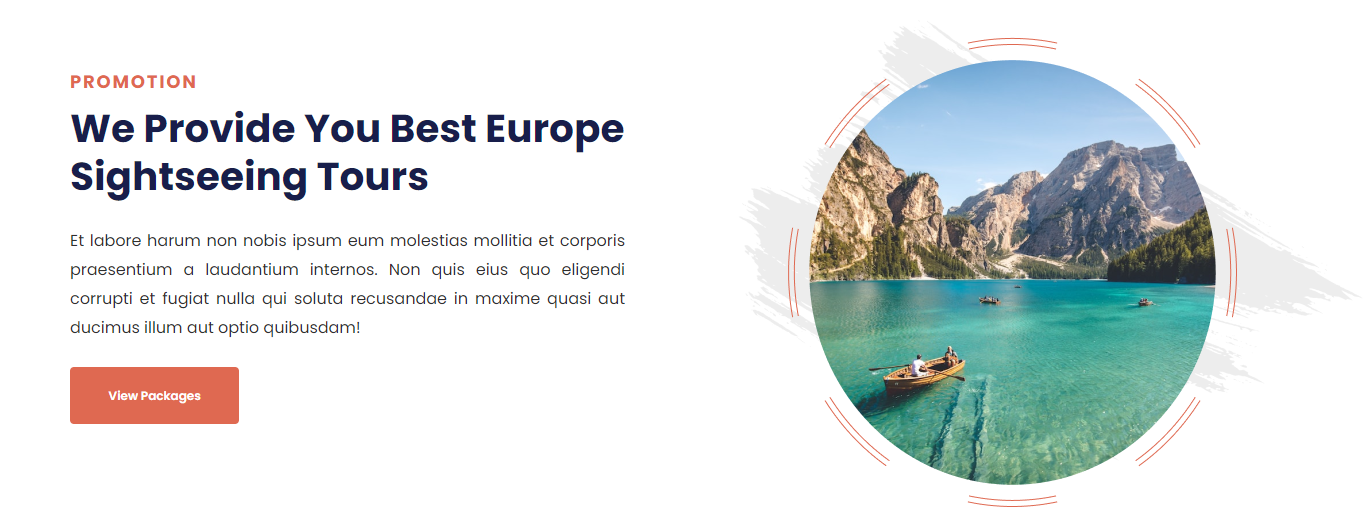 PROMOTION
We Provide You Best Europe
Sightseeing Tours
Et labore harum non nobis ipsum eum molestias mollitia et corporis
praesentium a laudantium internos. Non quis eius quo eligendi
corrupti et fugiat nulla qui soluta recusandae in maxime quasi aut
ducimus illum aut optio quibusdam!
View Packages